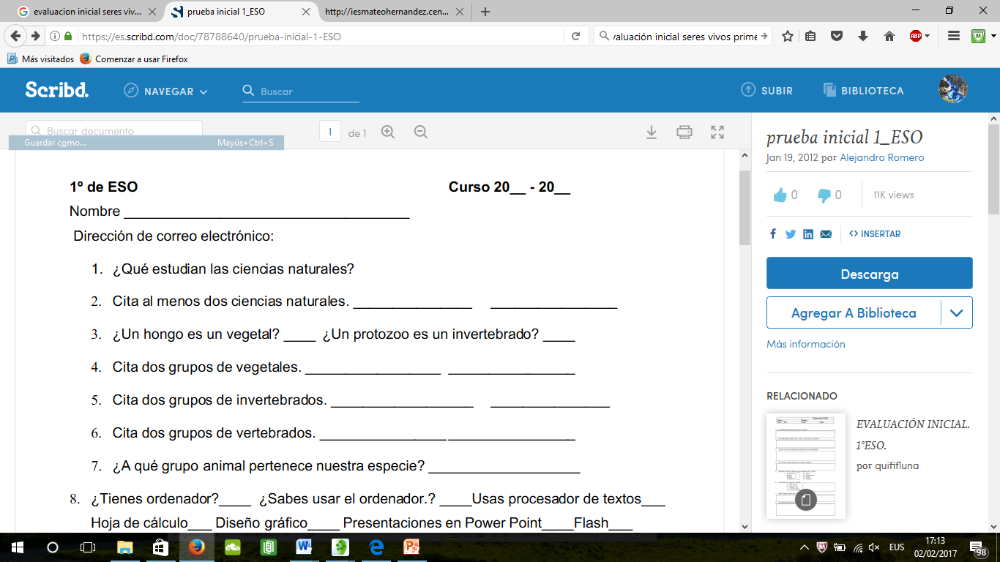 evaluacion inicial seres viv...
prueba inicial 1_ESO
http://iesmateohernandez.cen...
https://es.scribd.com/doc/78788640/prueba-inicial-1-ESO
valuación inicial seres vivos prime
ABP
Más visitados
Comenzar a usar Firefox
Scribd.
NAVEGAR
Buscar
SUBIR
BIBLIOTECA
Buscar documento
1 de 1
Guardar como... Mayús+Ctrl+S
1º de ESO Curso 20__ - 20__
Nombre ____________________________________
Dirección de correo electrónico:
1. ¿Qué estudian las ciencias naturales?
2. Cita al menos dos ciencias naturales. _______________ ________________
3. ¿Un hongo es un vegetal? ____ ¿Un protozoo es un invertebrado? ____
4. Cita dos grupos de vegetales. _________________ ________________
5. Cita dos grupos de invertebrados. __________________ _______________
6. Cita dos grupos de vertebrados. ________________ ________________
7. ¿A qué grupo animal pertenece nuestra especie? ___________________
8. ¿Tienes ordenador?____ ¿Sabes usar el ordenador.? ____Usas procesador de textos___
Hoja de cálculo___ Diseño gráfico____ Presentaciones en Power Point____Flash___
prueba inicial 1_ESO
Jan 19, 2012 por Alejandro Romero
0 0 11K views
<> INSERTAR
Descarga
Agregar A Biblioteca
Más información
RELACIONADO
EVALUACIÓN INICIAL.
1°ESO.
por quififluna
EUS
17:13
02/02/2017
98